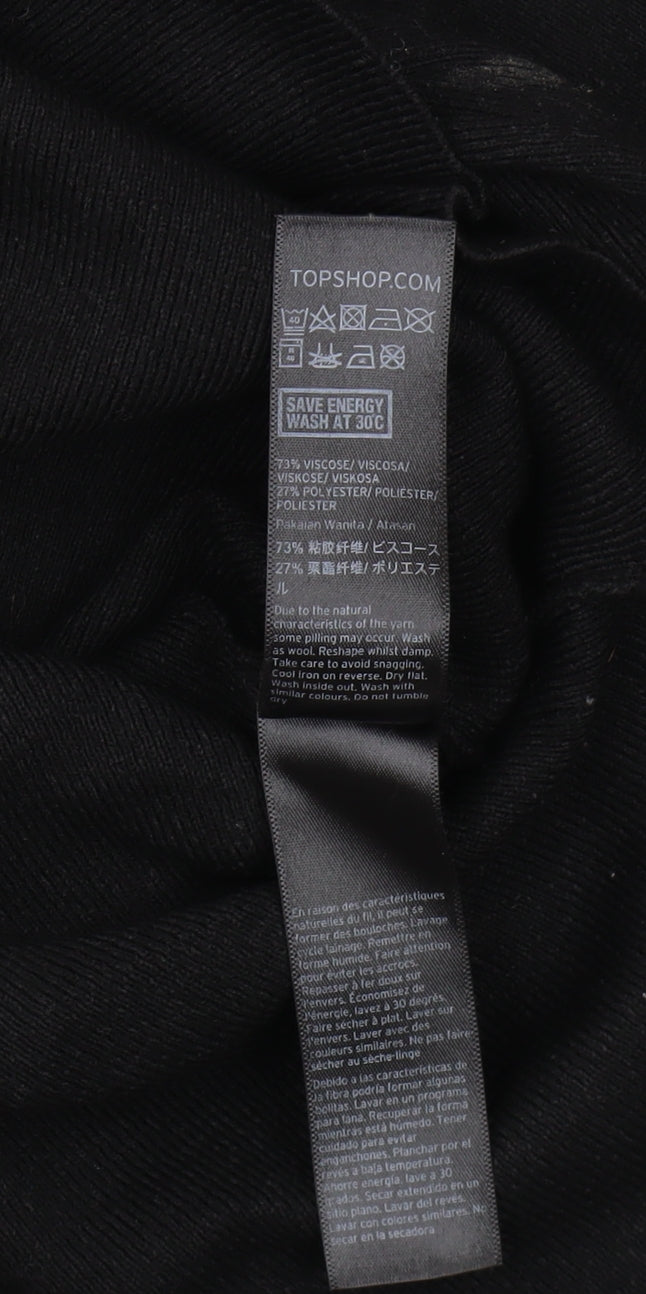 TOPSHOP.COM
40
SAVE ENERGY
WASH AT 30°C
73% VISCOSE/ VISCOSA/
VISKOSE/ VISKOSA
27% POLYESTER/ POLIESTER/
POLIESTER
Pakaian Wanita / Atasan
73% 粘胶纤维/ ビスコース
27% 聚酯纤维/ ポリエステ
ル
Due to the natural
characteristics of the yarn
some pilling may occur. Wash
as wool. Reshape whilst damp.
Take care to avoid snagging.
Cool iron on reverse. Dry flat.
Wash inside out. Wash with
similar colours. Do not tumble
dry
En raison des caractéristiques
naturelles du fil, il peut se
former des bouloches. Lavage
cycle lainage. Remettre en
forme humide. Faire attention
pour éviter les accrocs.
Repasser à fer doux sur
l'envers. Économisez de
l'énergie, lavez à 30 degrés.
Faire sécher à plat. Laver sur
l'envers. Laver avec des
couleurs similaires. Ne pas faire
sécher au sèche-linge
Debido a las características de
la fibra podría formar algunas
bolitas. Lavar en un programa
para lana. Recuperar la forma
mientras está húmedo. Tener
cuidado para evitar
enganchones. Planchar por el
revés a baja temperatura.
Ahorre energía, lave a 30
grados. Secar extendido en un
sitio plano. Lavar del revés.
Lavar con colores similares. No
secar en la secadora